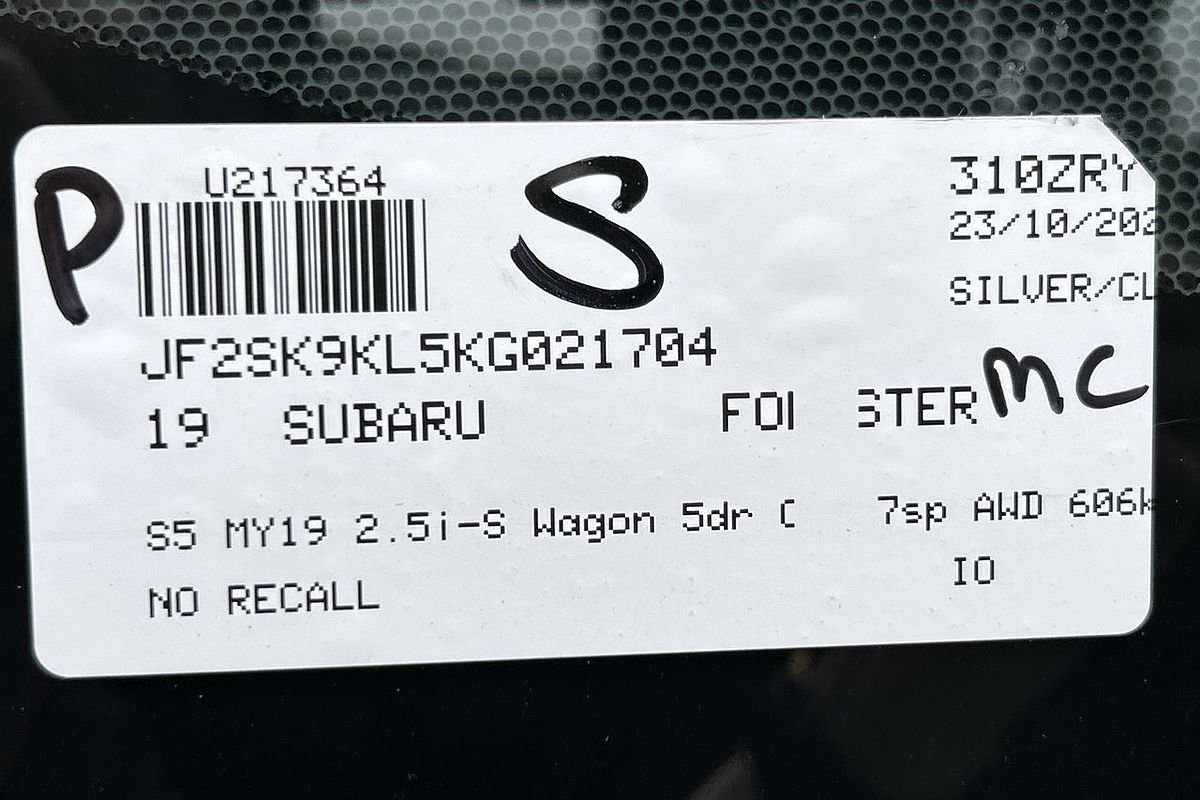 P U217364 S 310ZRY
23/10/202
SILVER/CL
JF2SK9KL5KG021704
19 SUBARU FO STER MC
S5 MY19 2.5i-S Wagon 5dr 7sp AWD 606k
IO
NO RECALL